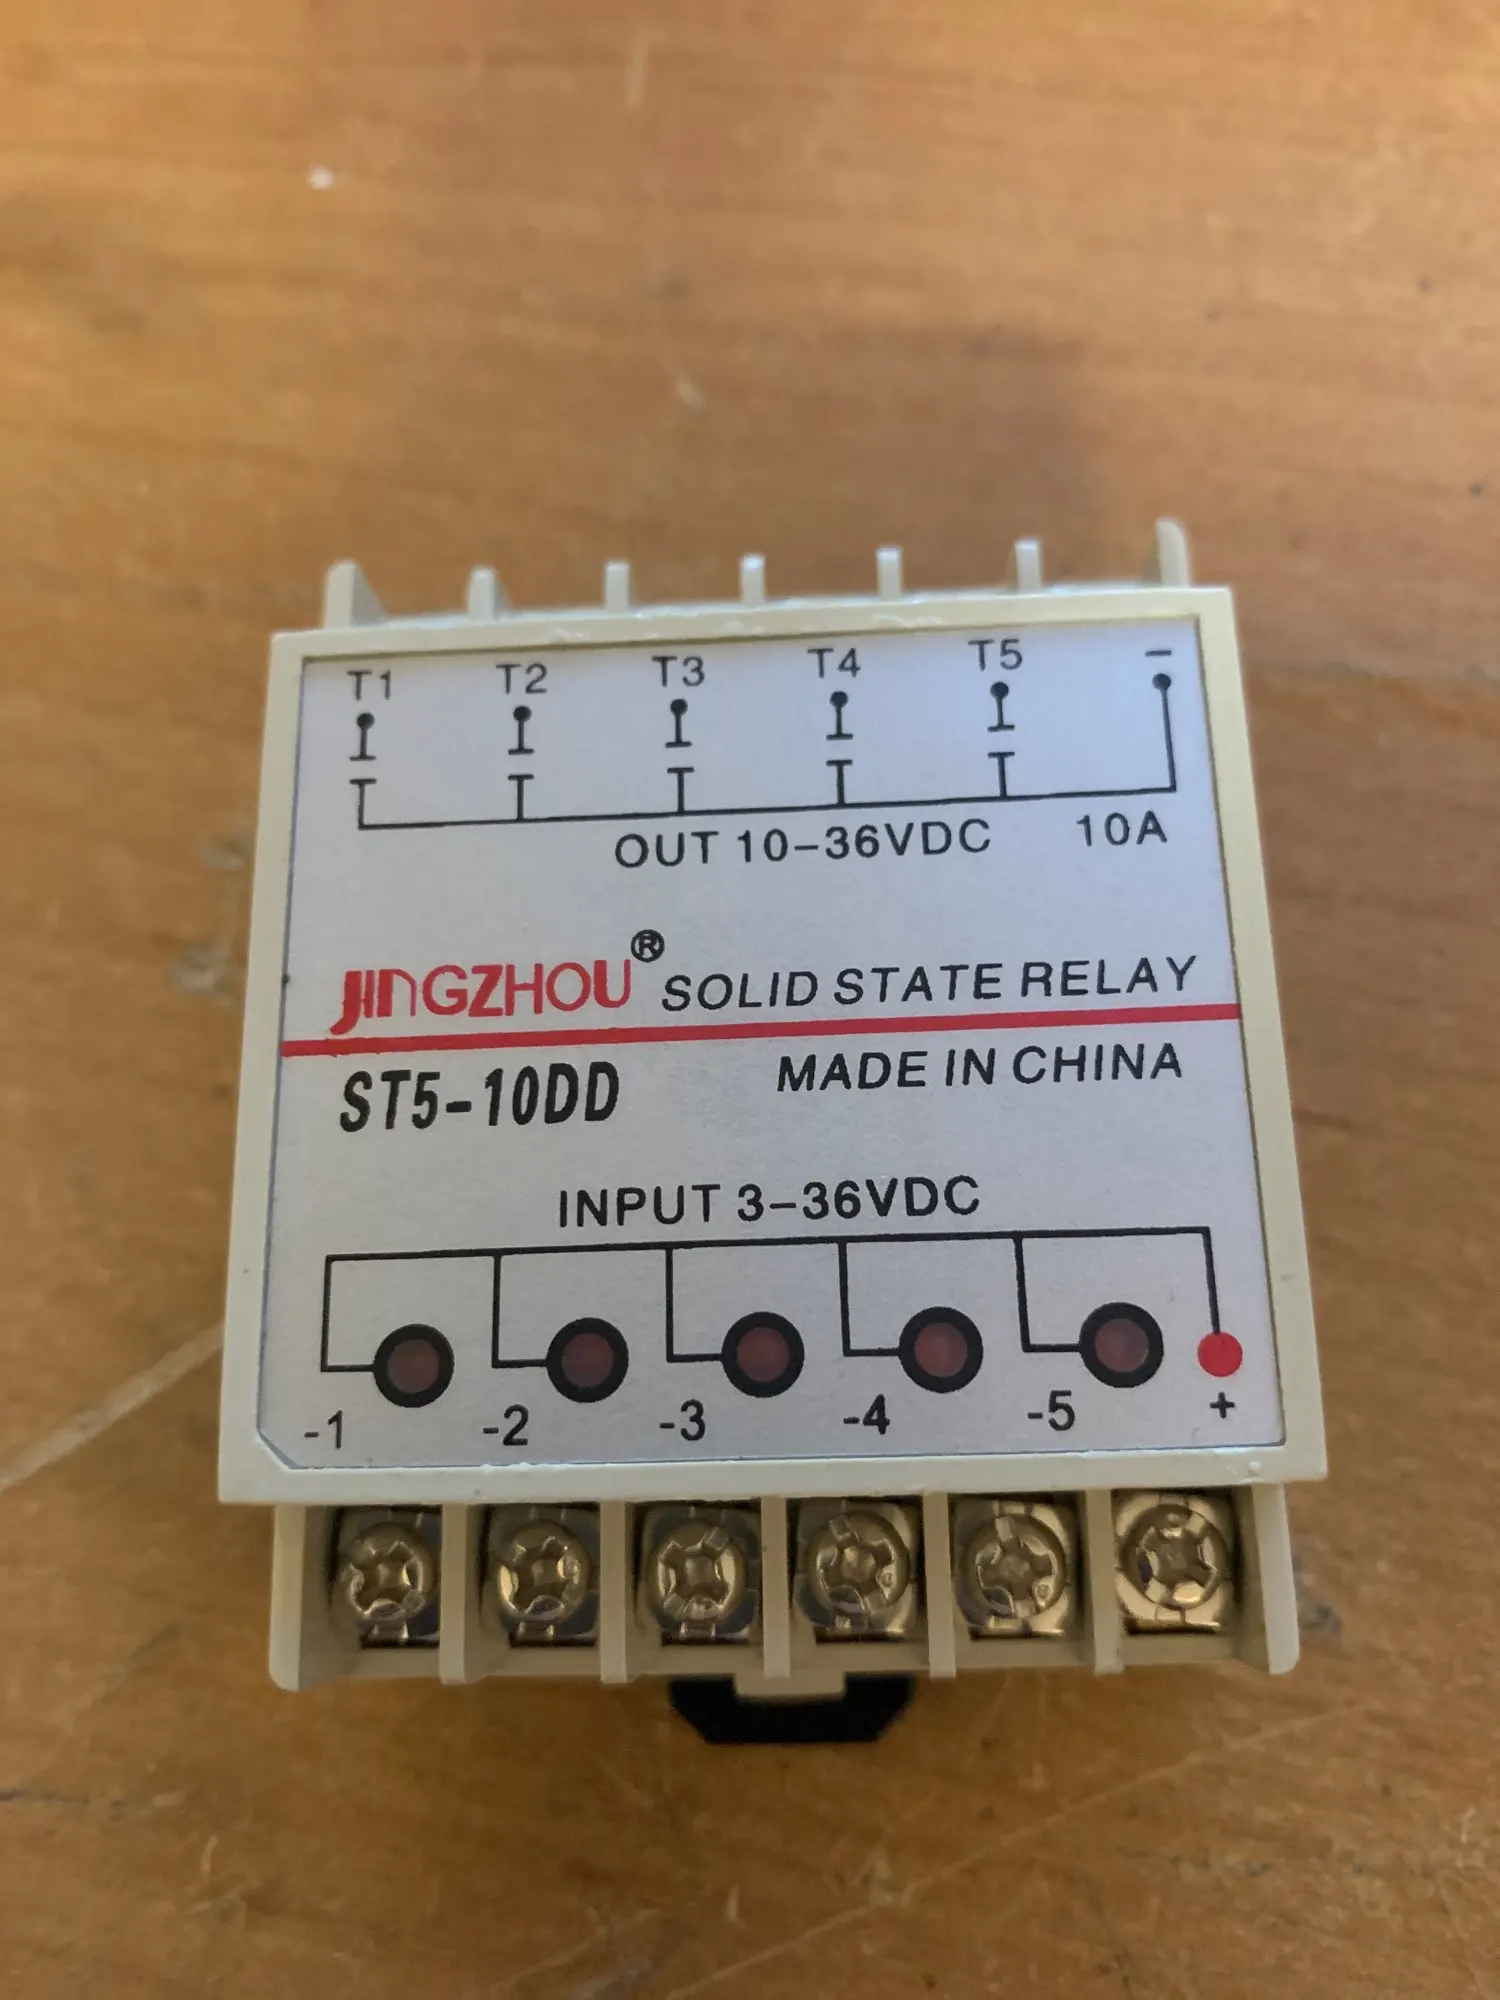 T1 T2 T3 T4 T5 −
OUT 10−36VDC 10A
JINGZHOU® SOLID STATE RELAY
ST5-10DD MADE IN CHINA
INPUT 3−36VDC
-1 -2 -3 -4 -5 +